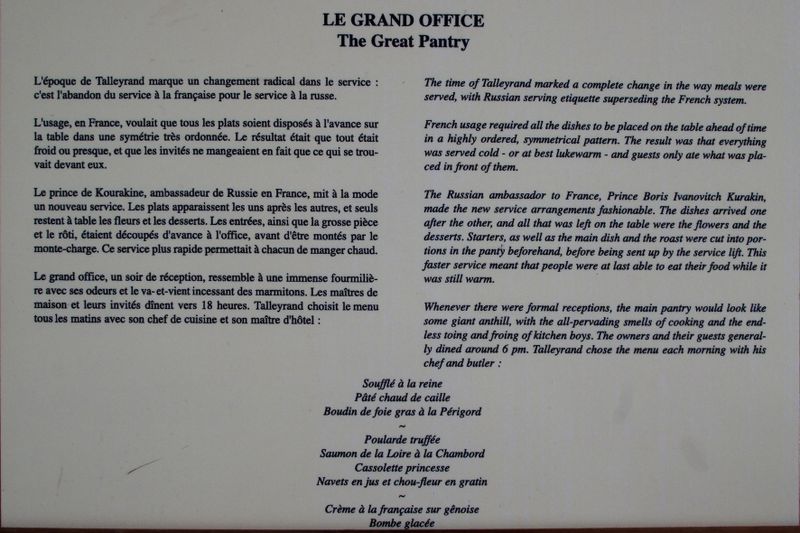 LE GRAND OFFICE
The Great Pantry
L'époque de Talleyrand marque un changement radical dans le service :
c'est l'abandon du service à la française pour le service à la russe.
L'usage, en France, voulait que tous les plats soient disposés à l'avance sur
la table dans une symétrie très ordonnée. Le résultat était que tout était
froid ou presque, et que les invités ne mangeaient en fait que ce qui se trou-
vait devant eux.
Le prince de Kourakine, ambassadeur de Russie en France, mit à la mode
un nouveau service. Les plats apparaissent les uns après les autres, et seuls
restent à table les fleurs et les desserts. Les entrées, ainsi que la grosse pièce
et le rôti, étaient découpés d'avance à l'office, avant d'être montés par le
monte-charge. Ce service plus rapide permettait à chacun de manger chaud.
Le grand office, un soir de réception, ressemble à une immense fourmiliè-
re avec ses odeurs et le va-et-vient incessant des marmitons. Les maîtres de
maison et leurs invités dînent vers 18 heures. Talleyrand choisit le menu
tous les matins avec son chef de cuisine et son maître d'hôtel :
The time of Talleyrand marked a complete change in the way meals were
served, with Russian serving etiquette superseding the French system.
French usage required all the dishes to be placed on the table ahead of time
in a highly ordered, symmetrical pattern. The result was that everything
was served cold - or at best lukewarm - and guests only ate what was pla-
ced in front of them.
The Russian ambassador to France, Prince Boris Ivanovitch Kurakin,
made the new service arrangements fashionable. The dishes arrived one
after the other, and all that was left on the table were the flowers and the
desserts. Starters, as well as the main dish and the roast were cut into por-
tions in the panty beforehand, before being sent up by the service lift. This
faster service meant that people were at last able to eat their food while it
was still warm.
Whenever there were formal receptions, the main pantry would look like
some giant anthill, with the all-pervading smells of cooking and the end-
less toing and froing of kitchen boys. The owners and their guests general-
ly dined around 6 pm. Talleyrand chose the menu each morning with his
chef and butler :
Soufflé à la reine
Pâté chaud de caille
Boudin de foie gras à la Périgord
~
Poularde truffée
Saumon de la Loire à la Chambord
Cassolette princesse
Navets en jus et chou-fleur en gratin
~
Crème à la française sur génoise
Bombe glacée